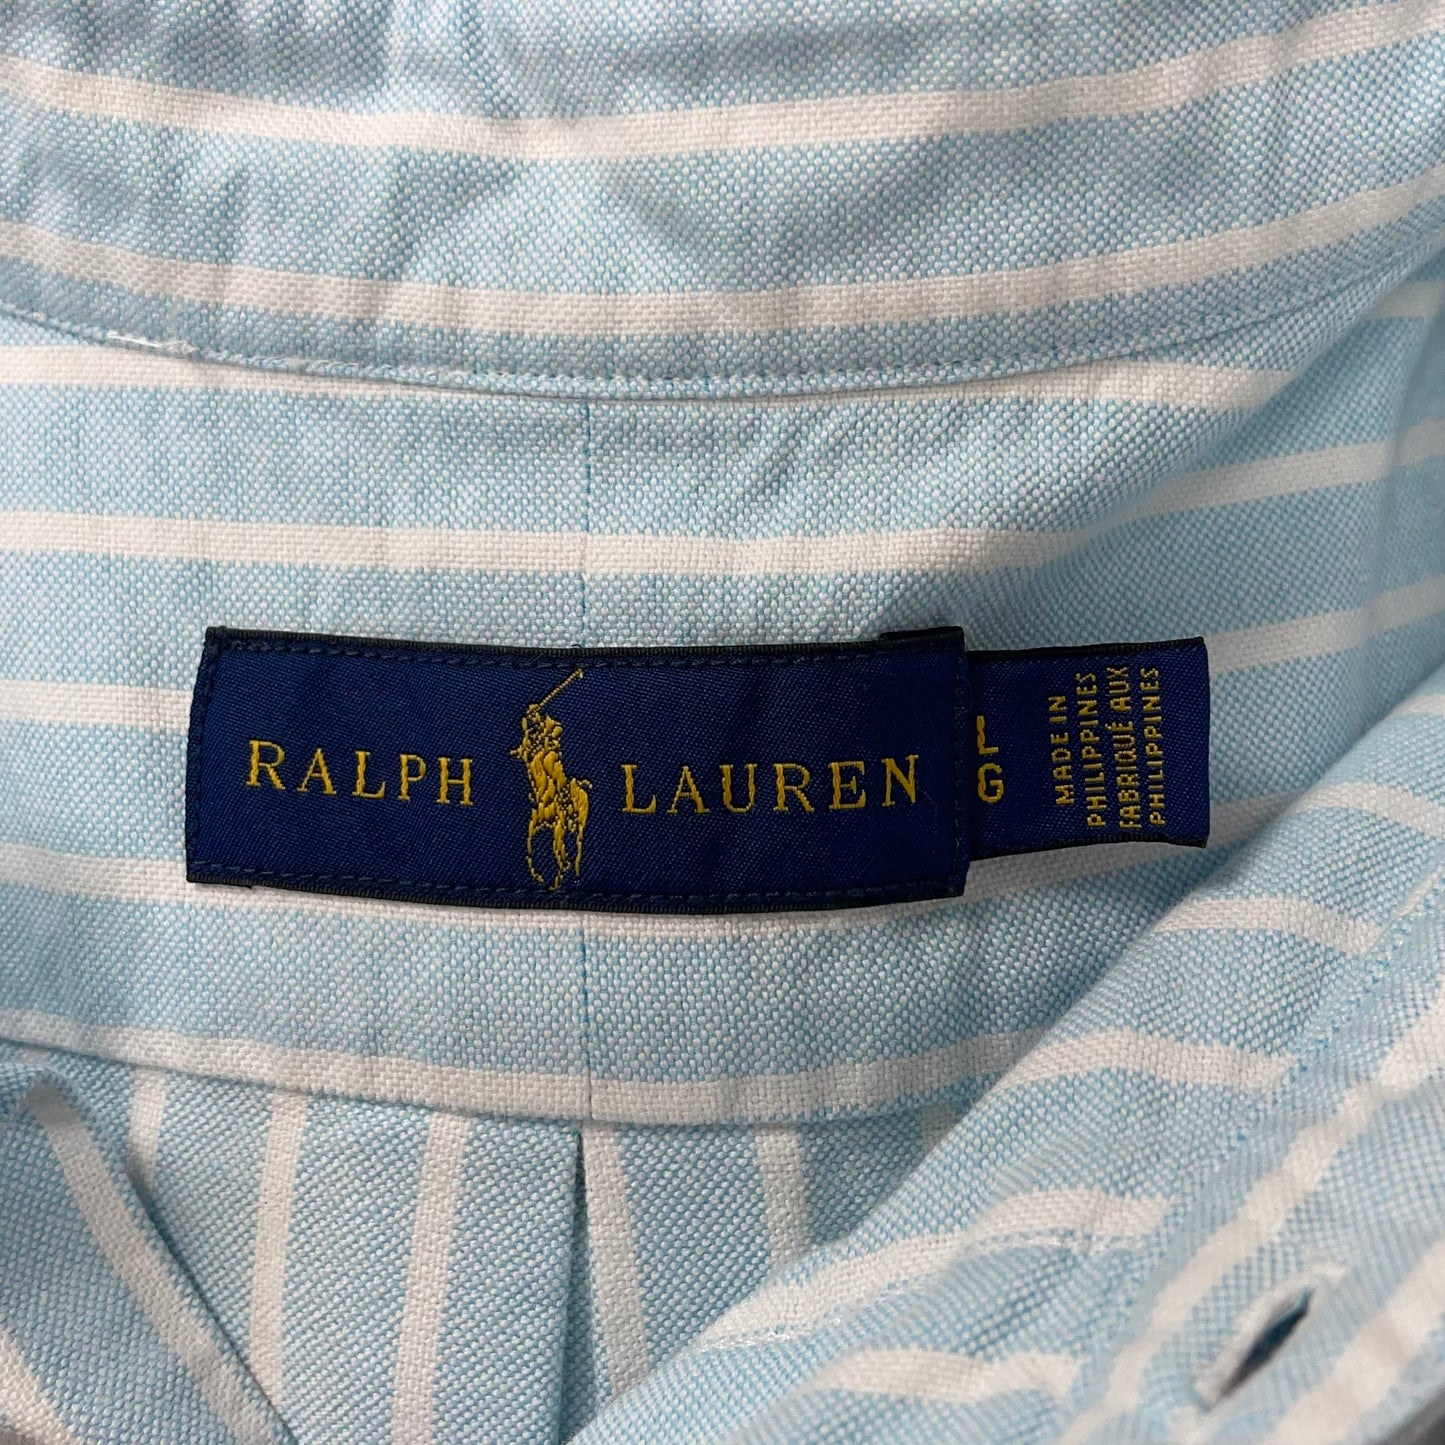 RALPH LAUREN
L
G
MADE IN
PHILIPPINES
FABRIQUÉ AUX
PHILIPPINES